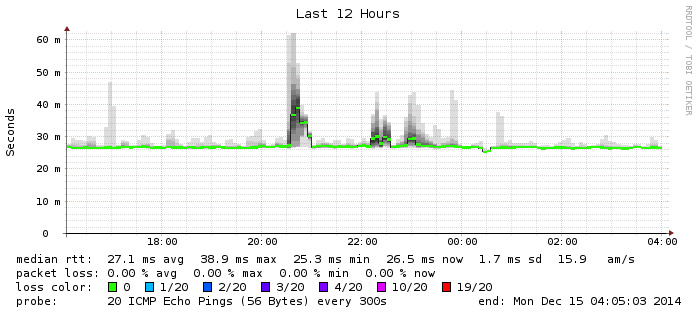 Last 12 Hours
RRDTOOL / TOBI OETIKER
Seconds
60 m
50 m
40 m
30 m
20 m
10 m
0
18:00 20:00 22:00 00:00 02:00 04:00
median rtt: 27.1 ms avg 38.9 ms max 25.3 ms min 26.5 ms now 1.7 ms sd 15.9 am/s
packet loss: 0.00 % avg 0.00 % max 0.00 % min 0.00 % now
loss color: 0 1/20 2/20 3/20 4/20 10/20 19/20
probe: 20 ICMP Echo Pings (56 Bytes) every 300s end: Mon Dec 15 04:05:03 2014